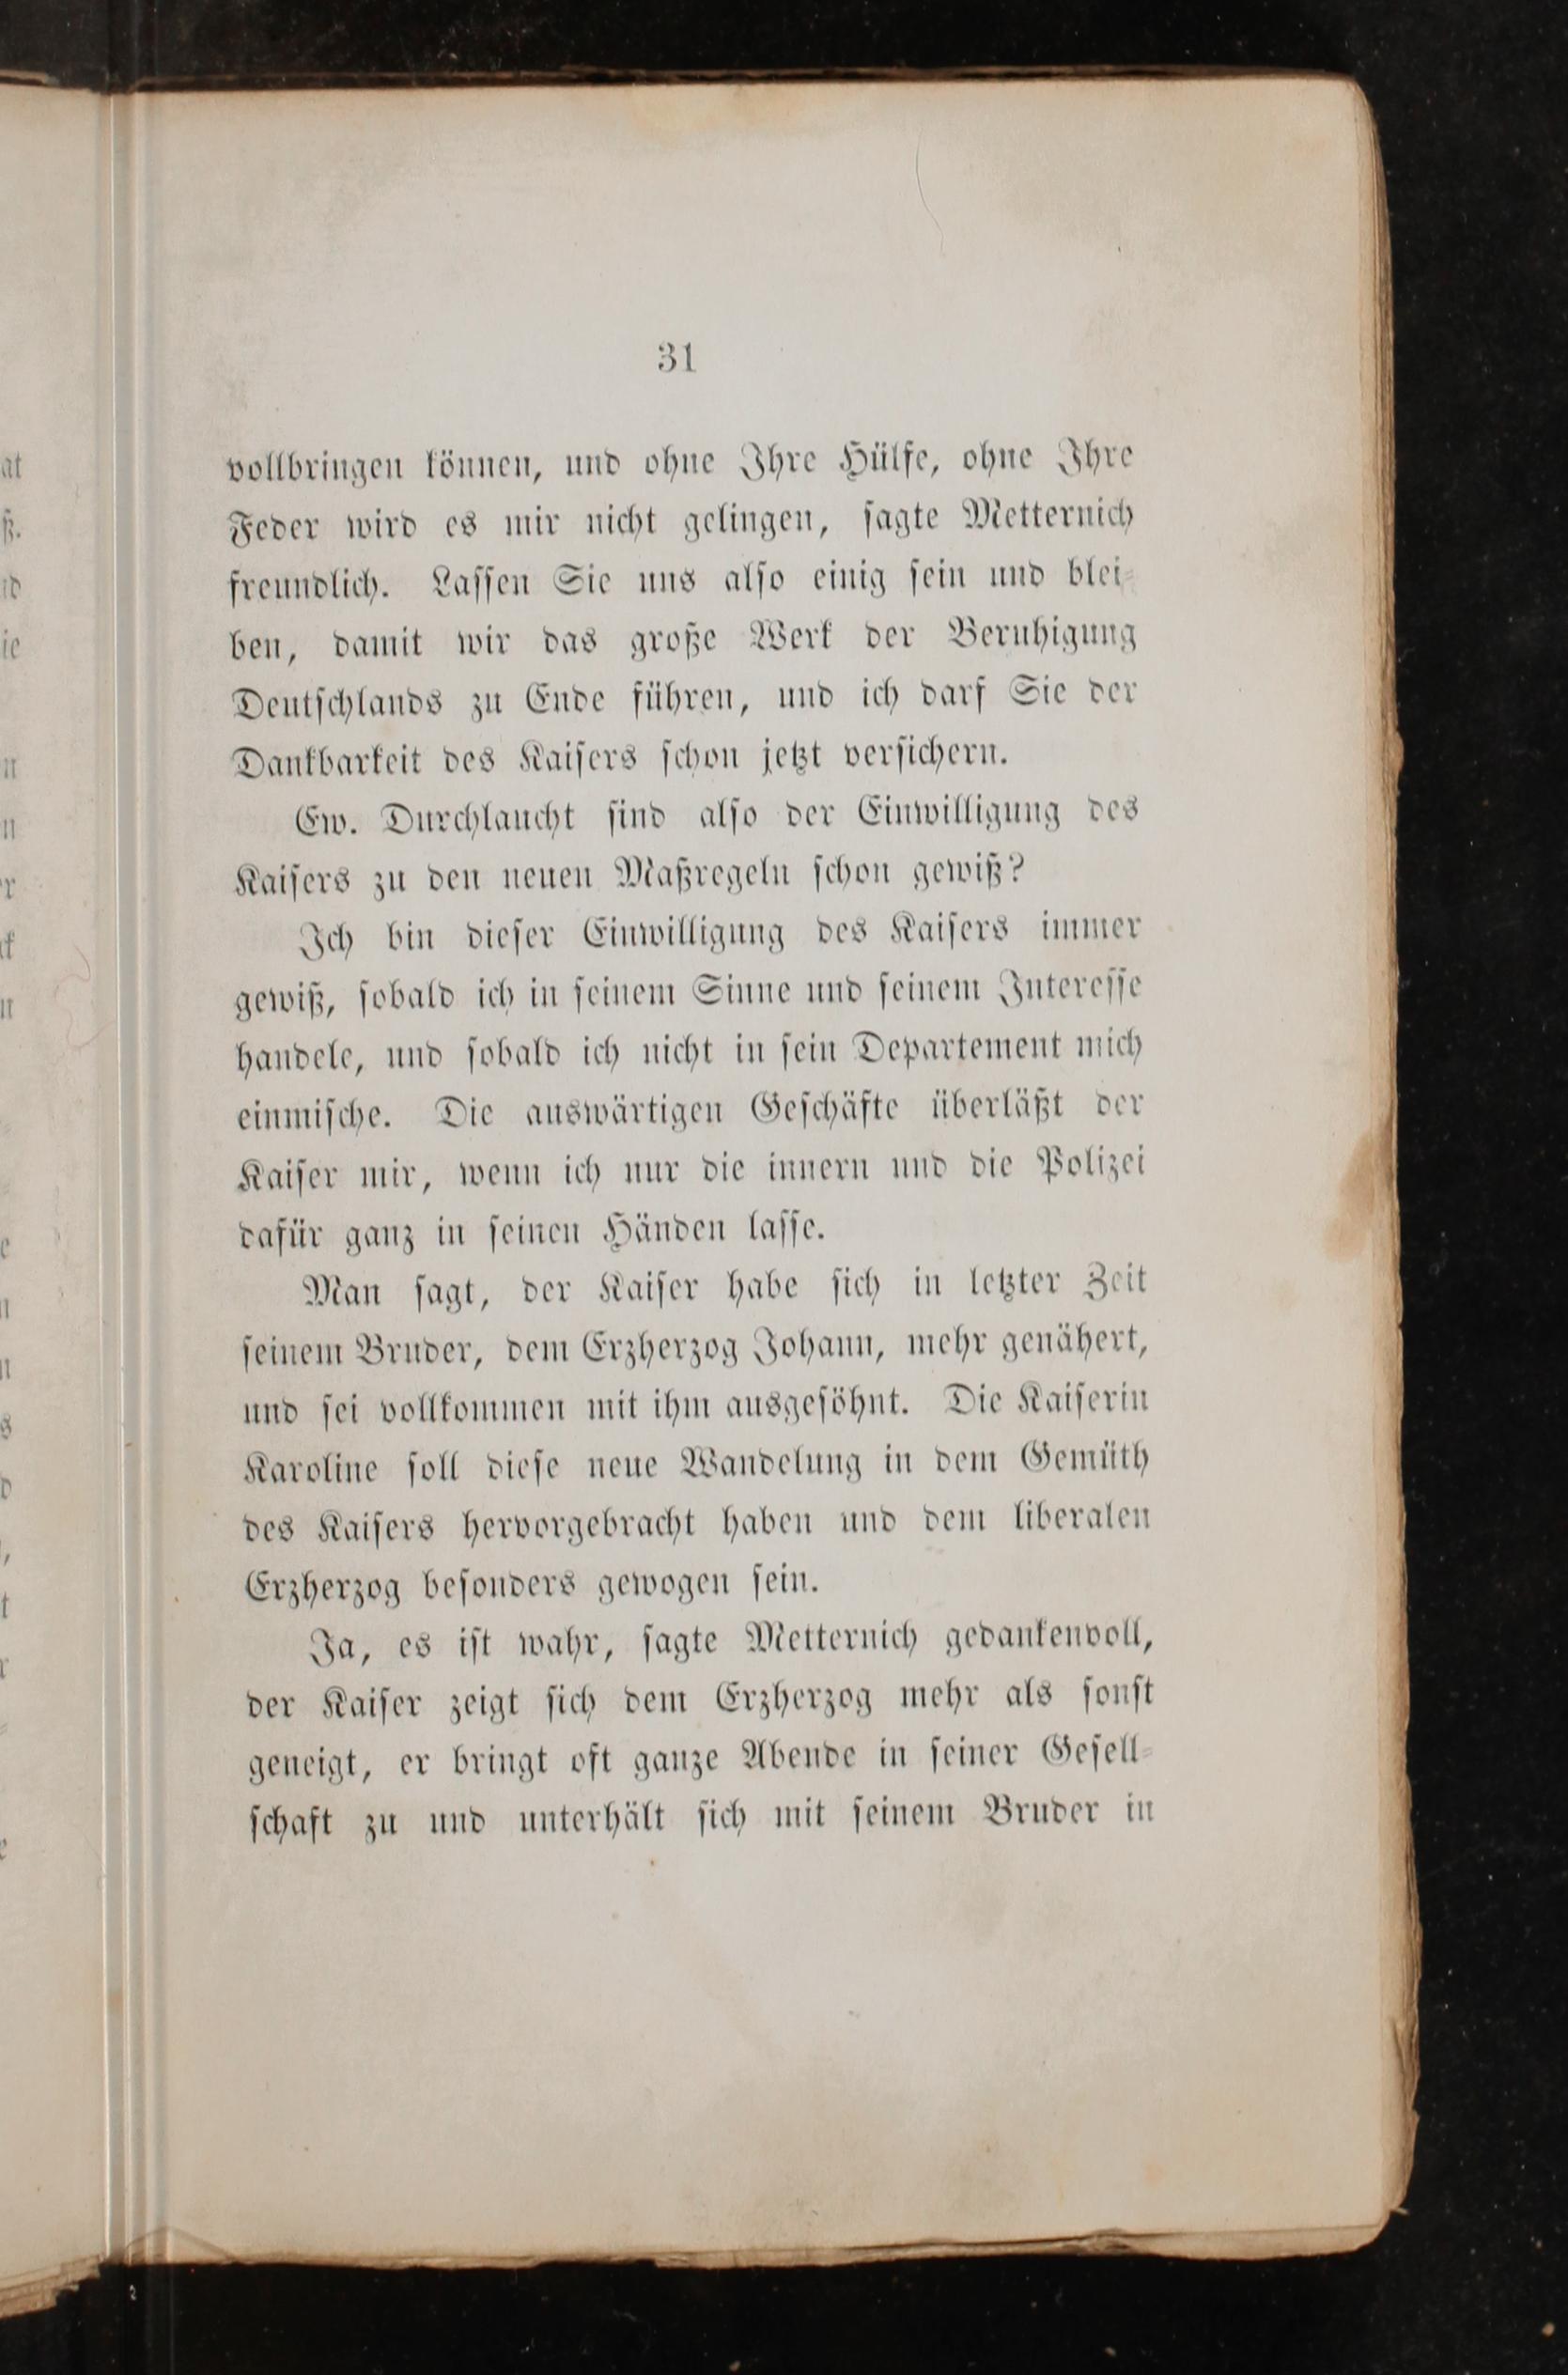 31
vollbringen können, und ohne Ihre Hülfe, ohne Ihre
Feder wird es mir nicht gelingen, sagte Metternich
freundlich. Lassen Sie uns also einig sein und blei-
ben, damit wir das große Werk der Beruhigung
Deutschlands zu Ende führen, und ich darf Sie der
Dankbarkeit des Kaisers schon jetzt versichern.
Ew. Durchlaucht sind also der Einwilligung des
Kaisers zu den neuen Maßregeln schon gewiß?
Ich bin dieser Einwilligung des Kaisers immer
gewiß, sobald ich in seinem Sinne und seinem Interesse
handele, und sobald ich nicht in sein Departement mich
einmische. Die auswärtigen Geschäfte überläßt der
Kaiser mir, wenn ich nur die innern und die Polizei
dafür ganz in seinen Händen lasse.
Man sagt, der Kaiser habe sich in letzter Zeit
seinem Bruder, dem Erzherzog Johann, mehr genähert,
und sei vollkommen mit ihm ausgesöhnt. Die Kaiserin
Karoline soll diese neue Wandelung in dem Gemüth
des Kaisers hervorgebracht haben und dem liberalen
Erzherzog besonders gewogen sein.
Ja, es ist wahr, sagte Metternich gedankenvoll,
der Kaiser zeigt sich dem Erzherzog mehr als sonst
geneigt, er bringt oft ganze Abende in seiner Gesell-
schaft zu und unterhält sich mit seinem Bruder in